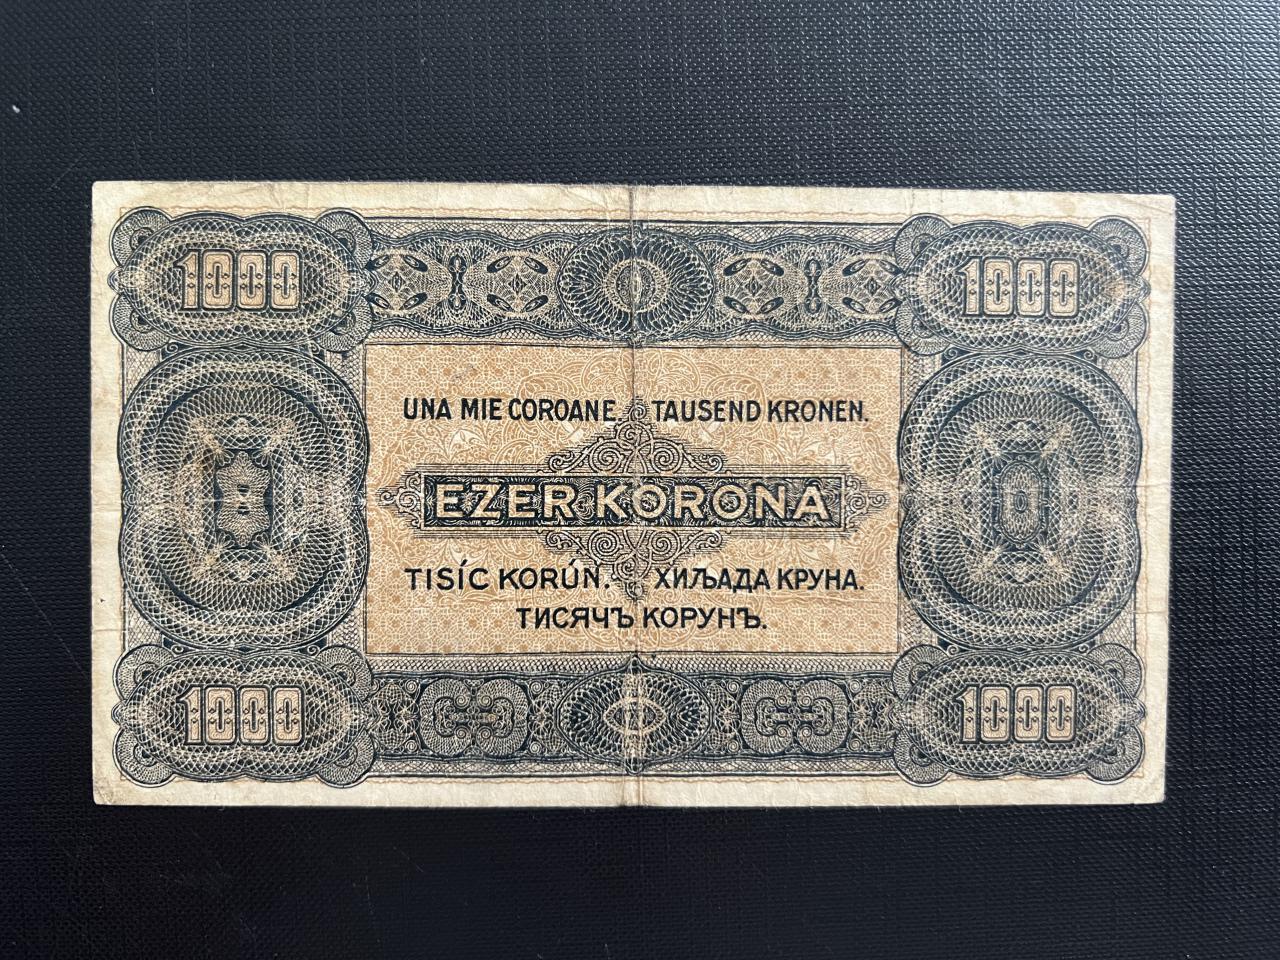 1000 1000
UNA MIE COROANE. TAUSEND KRONEN.
EZER KORONA
TISÍC KORÚN. ХИЉАДА КРУНА.
ТИСЯЧЪ КОРУНЪ.
1000 1000